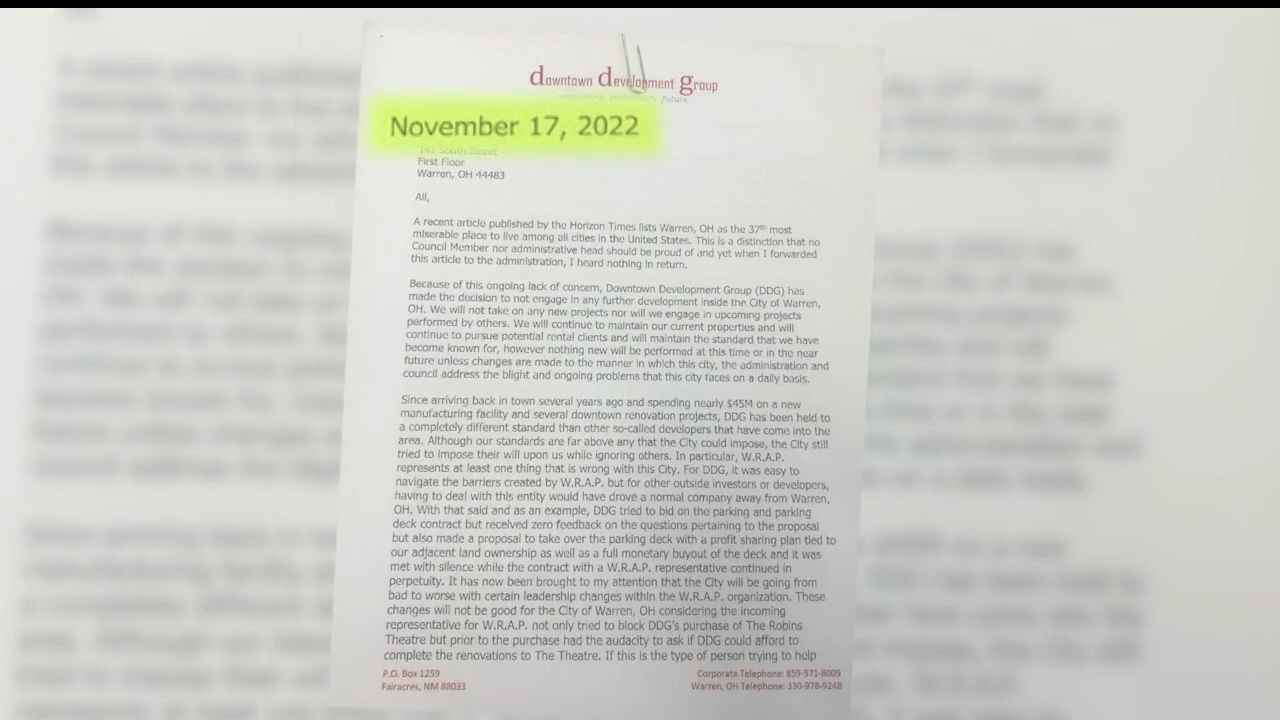 downtown development group
future
November 17, 2022
141 South Street
First Floor
Warren, OH 44483
All,
A recent article published by the Horizon Times lists Warren, OH as the 37th most
miserable place to live among all cities in the United States. This is a distinction that no
Council Member nor administrative head should be proud of and yet when I forwarded
this article to the administration, I heard nothing in return.
Because of this ongoing lack of concern, Downtown Development Group (DDG) has
made the decision to not engage in any further development inside the City of Warren,
OH. We will not take on any new projects nor will we engage in upcoming projects
performed by others. We will continue to maintain our current properties and will
continue to pursue potential rental clients and will maintain the standard that we have
become known for, however nothing new will be performed at this time or in the near
future unless changes are made to the manner in which this city, the administration and
council address the blight and ongoing problems that this city faces on a daily basis.
Since arriving back in town several years ago and spending nearly $45M on a new
manufacturing facility and several downtown renovation projects, DDG has been held to
a completely different standard than other so-called developers that have come into the
area. Although our standards are far above any that the City could impose, the City still
tried to impose their will upon us while ignoring others. In particular, W.R.A.P.
represents at least one thing that is wrong with this City. For DDG, it was easy to
navigate the barriers created by W.R.A.P. but for other outside investors or developers,
having to deal with this entity would have drove a normal company away from Warren,
OH. With that said and as an example, DDG tried to bid on the parking and parking
deck contract but received zero feedback on the questions pertaining to the proposal
but also made a proposal to take over the parking deck with a profit sharing plan tied to
our adjacent land ownership as well as a full monetary buyout of the deck and it was
met with silence while the contract with a W.R.A.P. representative continued in
perpetuity. It has now been brought to my attention that the City will be going from
bad to worse with certain leadership changes within the W.R.A.P. organization. These
changes will not be good for the City of Warren, OH considering the incoming
representative for W.R.A.P. not only tried to block DDG's purchase of The Robins
Theatre but prior to the purchase had the audacity to ask if DDG could afford to
complete the renovations to The Theatre. If this is the type of person trying to help
P.O. Box 1259
Fairacres, NM 88033
Corporate Telephone: 859-371-8009
Warren, OH Telephone: 330-978-9248